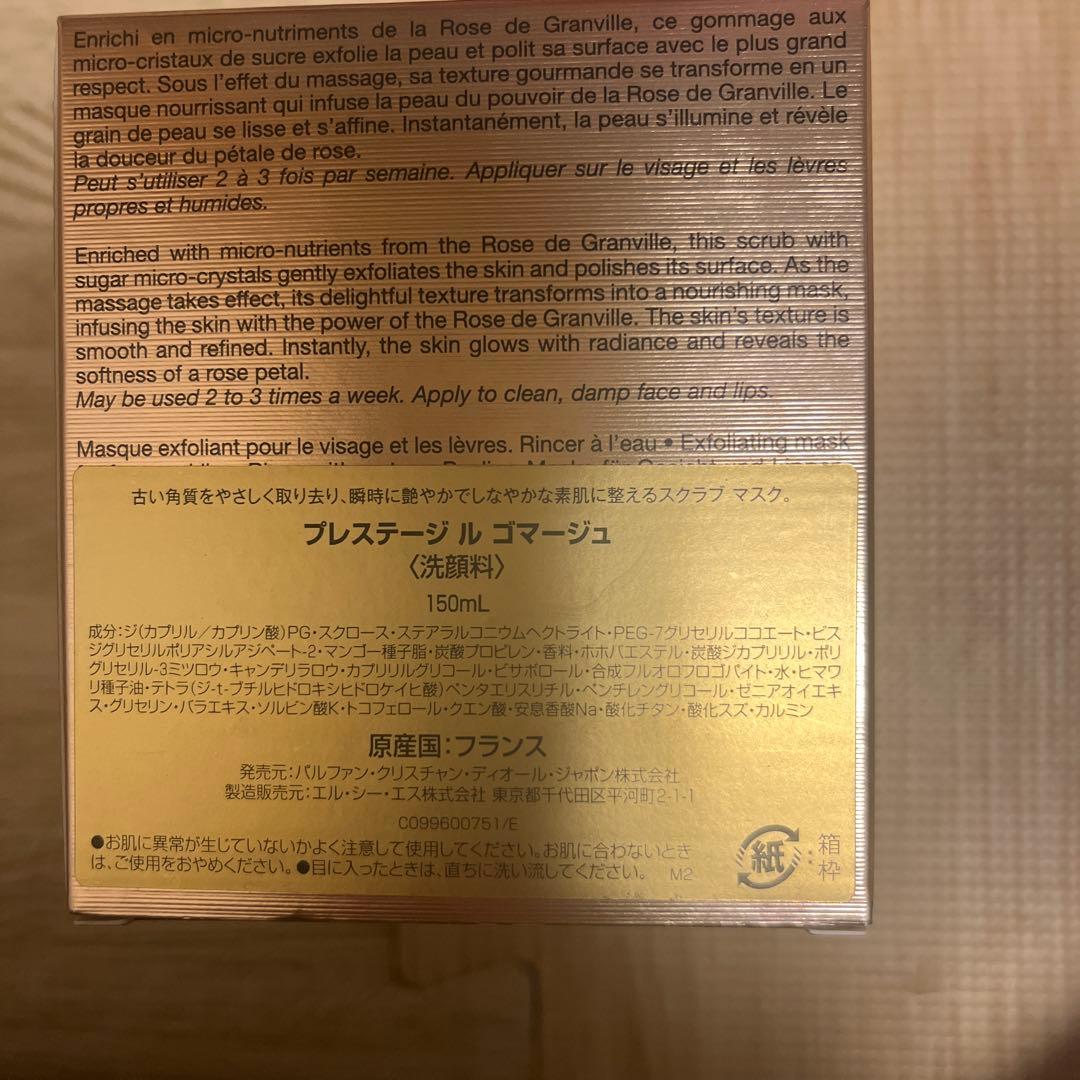 Enrichi en micro-nutriments de la Rose de Granville, ce gommage aux
micro-cristaux de sucre exfolie la peau et polit sa surface avec le plus grand
respect. Sous l'effet du massage, sa texture gourmande se transforme en un
masque nourrissant qui infuse la peau du pouvoir de la Rose de Granville. Le
grain de peau se lisse et s'affine. Instantanément, la peau s'illumine et révèle
la douceur du pétale de rose.
Peut s'utiliser 2 à 3 fois par semaine. Appliquer sur le visage et les lèvres
propres et humides.
Enriched with micro-nutrients from the Rose de Granville, this scrub with
sugar micro-crystals gently exfoliates the skin and polishes its surface. As the
massage takes effect, its delightful texture transforms into a nourishing mask,
infusing the skin with the power of the Rose de Granville. The skin's texture is
smooth and refined. Instantly, the skin glows with radiance and reveals the
softness of a rose petal.
May be used 2 to 3 times a week. Apply to clean, damp face and lips.
Masque exfoliant pour le visage et les lèvres. Rincer à l'eau • Exfoliating mask
古い角質をやさしく取り去り、瞬時に艶やかでしなやかな素肌に整えるスクラブ マスク。
プレステージ ル ゴマージュ
〈洗顔料〉
150mL
成分:ジ(カプリル/カプリン酸)PG・スクロース・ステアラルコニウムヘクトライト・PEG-7グリセリルココエート・ビス
ジグリセリルポリアシルアジペート-2・マンゴー種子脂・炭酸プロピレン・香料・ホホバエステル・炭酸ジカプリリル・ポリ
グリセリル-3ミツロウ・キャンデリラロウ・カプリリルグリコール・ビサボロール・合成フルオロフロゴパイト・水・ヒマワ
リ種子油・テトラ(ジ-t-ブチルヒドロキシヒドロケイヒ酸)ペンタエリスリチル・ペンチレングリコール・ゼニアオイエキ
ス・グリセリン・バラエキス・ソルビン酸K・トコフェロール・クエン酸・安息香酸Na・酸化チタン・酸化スズ・カルミン
原産国:フランス
発売元:パルファン・クリスチャン・ディオール・ジャポン株式会社
製造販売元:エル・シー・エス株式会社 東京都千代田区平河町2-1-1
C099600751/E
●お肌に異常が生じていないかよく注意して使用してください。お肌に合わないとき
は、ご使用をおやめください。●目に入ったときは、直ちに洗い流してください。 M2
紙:箱
枠